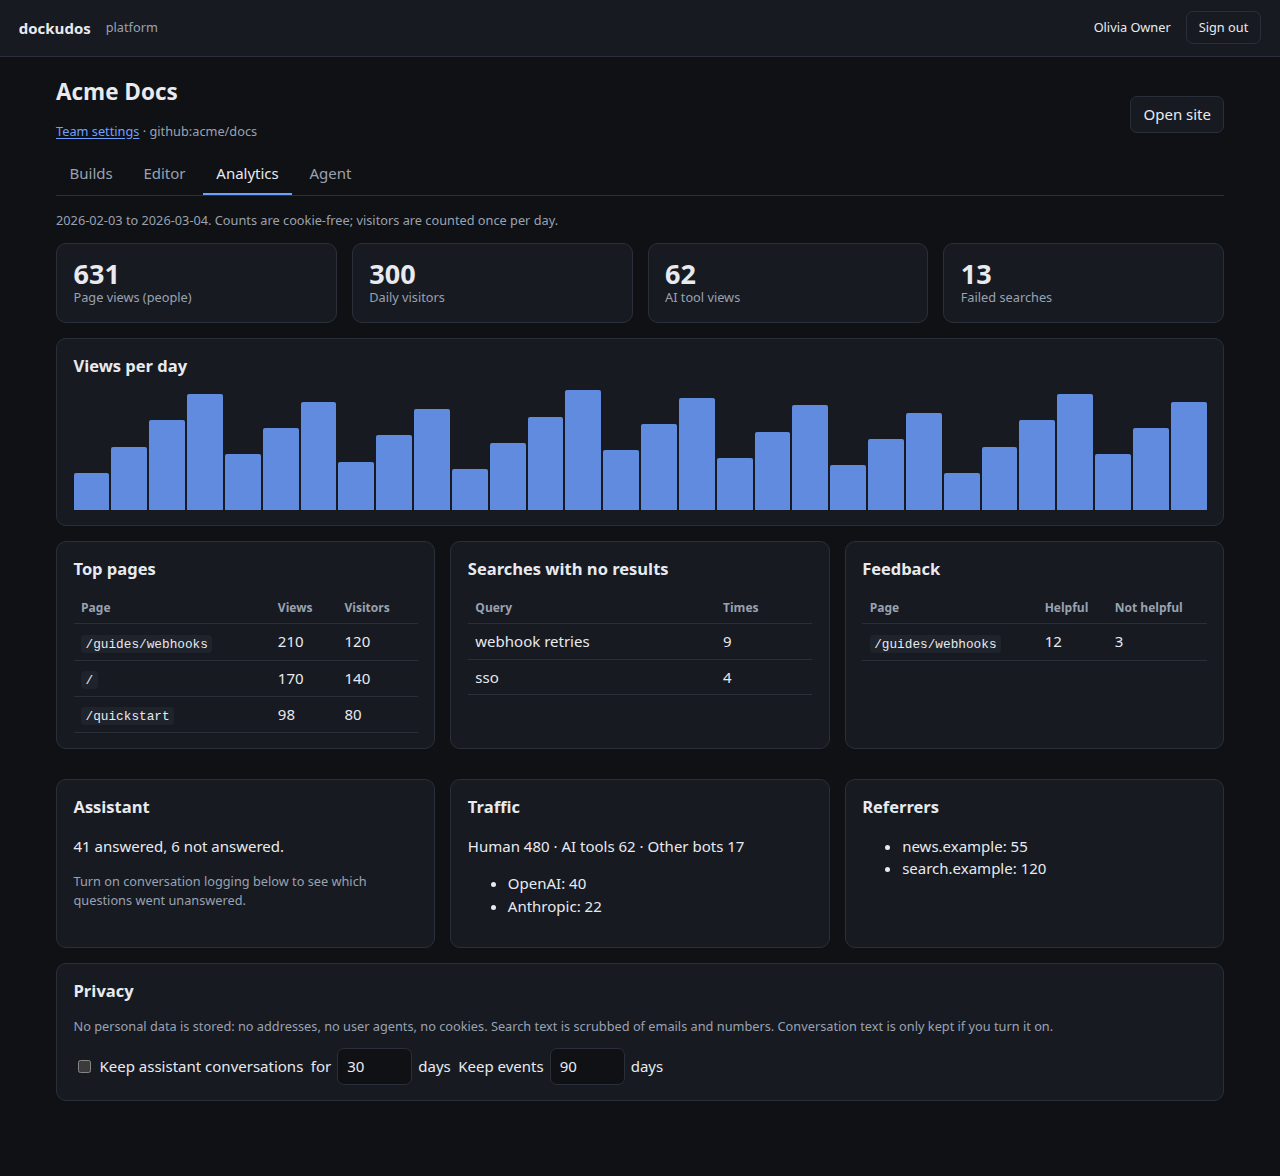 dockudos platform
Olivia Owner Sign out
Acme Docs
Team settings · github:acme/docs
Open site
Builds Editor Analytics Agent
2026-02-03 to 2026-03-04. Counts are cookie-free; visitors are counted once per day.
631
Page views (people)
300
Daily visitors
62
AI tool views
13
Failed searches
Views per day
Top pages
Page Views Visitors
/guides/webhooks 210 120
/ 170 140
/quickstart 98 80
Searches with no results
Query Times
webhook retries 9
sso 4
Feedback
Page Helpful Not helpful
/guides/webhooks 12 3
Assistant
41 answered, 6 not answered.
Turn on conversation logging below to see which
questions went unanswered.
Traffic
Human 480 · AI tools 62 · Other bots 17
• OpenAI: 40
• Anthropic: 22
Referrers
• news.example: 55
• search.example: 120
Privacy
No personal data is stored: no addresses, no user agents, no cookies. Search text is scrubbed of emails and numbers. Conversation text is only kept if you turn it on.
Keep assistant conversations for 30 days Keep events 90 days